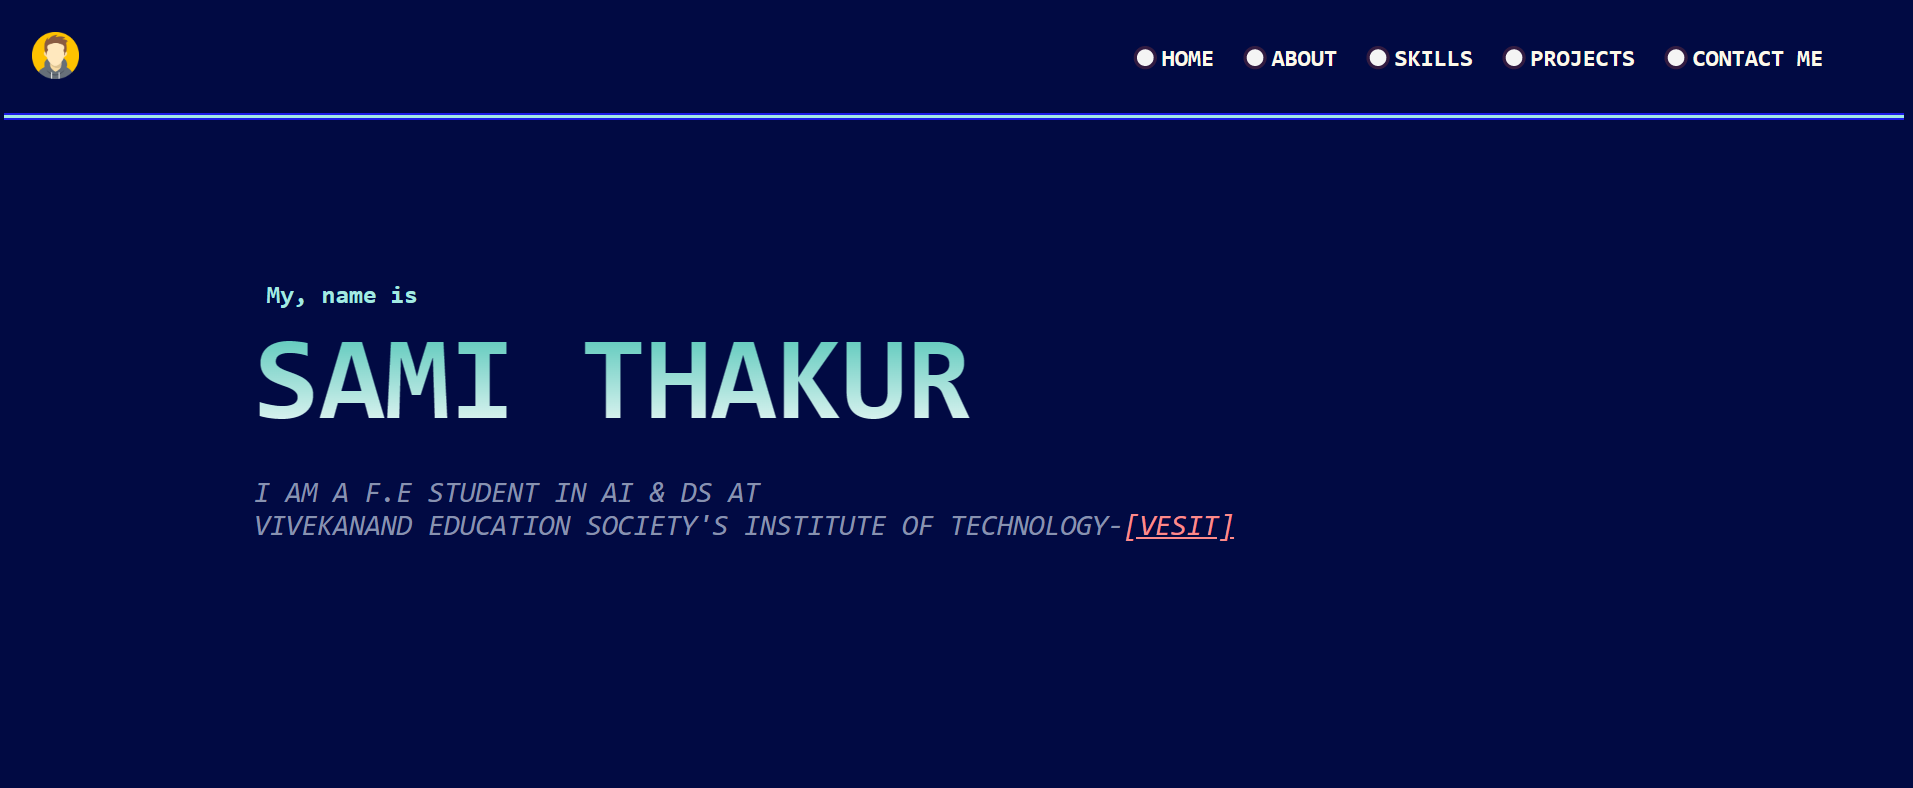 HOME ABOUT SKILLS PROJECTS CONTACT ME
My, name is
SAMI THAKUR
I AM A F.E STUDENT IN AI & DS AT
VIVEKANAND EDUCATION SOCIETY'S INSTITUTE OF TECHNOLOGY-[VESIT]